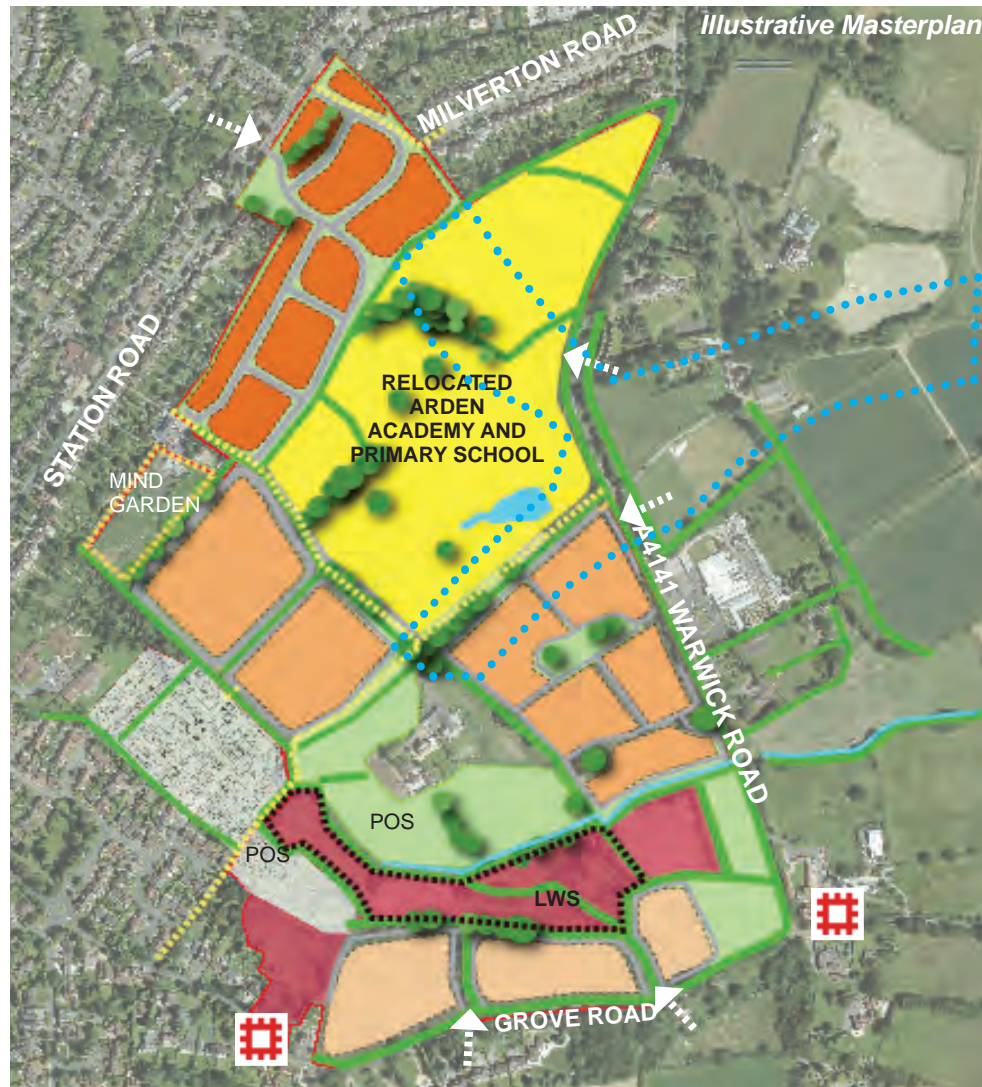 Illustrative Masterplan
MILVERTON ROAD
STATION ROAD
RELOCATED
ARDEN
ACADEMY AND
PRIMARY SCHOOL
MIND
GARDEN
A4141 WARWICK ROAD
POS
POS
LWS
GROVE ROAD